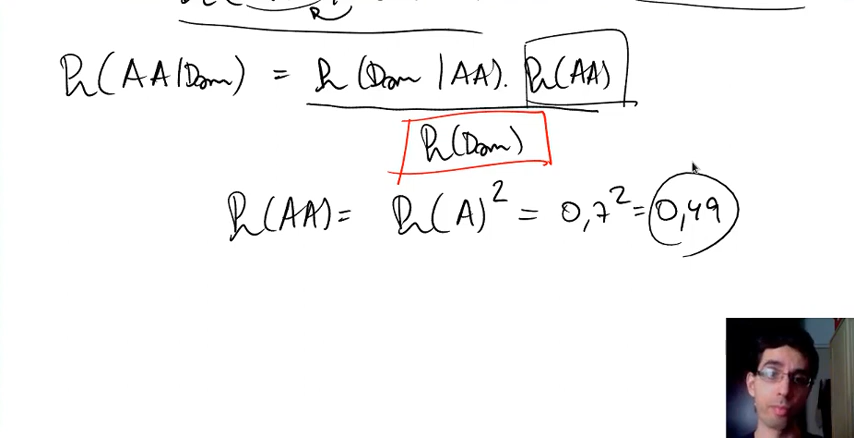 R
Pr(AA|Dom) = Pr(Dom|AA). Pr(AA)
Pr(Dom)
Pr(AA) = Pr(A)² = 0,7² = 0,49